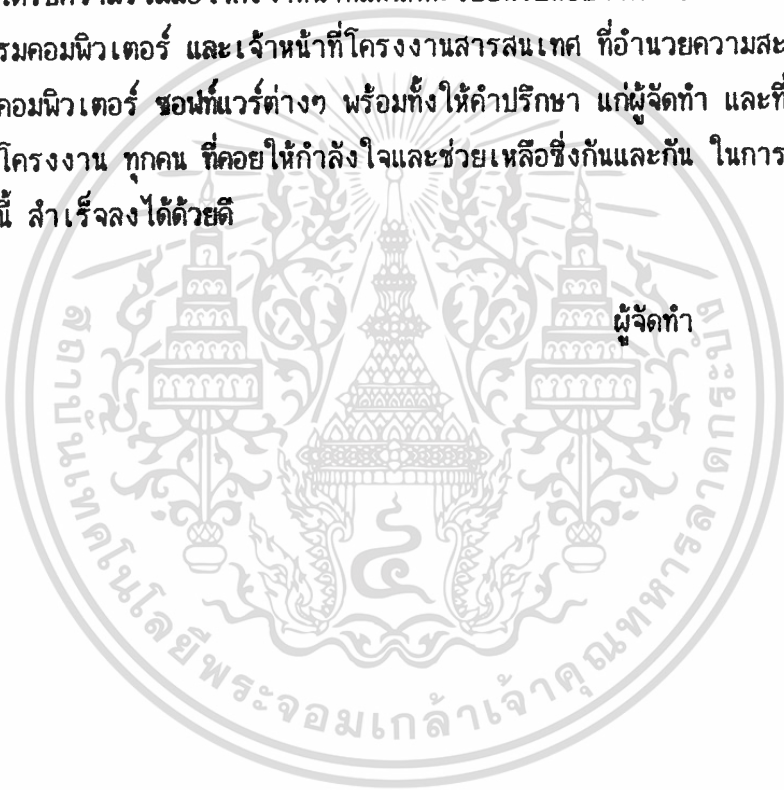 รมคอมพิวเตอร์ และเจ้าหน้าที่โครงงานสารสนเทศ ที่อำนวยความสะ
คอมพิวเตอร์ ซอฟท์แวร์ต่างๆ พร้อมทั้งให้คำปรึกษา แก่ผู้จัดทำ และที่
โครงงาน ทุกคน ที่คอยให้กำลังใจและช่วยเหลือซึ่งกันและกัน ในการ
นี้ สำเร็จลงได้ด้วยดี
ผู้จัดทำ
สถาบันเทคโนโลยีพระจอมเกล้าเจ้าคุณทหารลาดกระบัง
๔